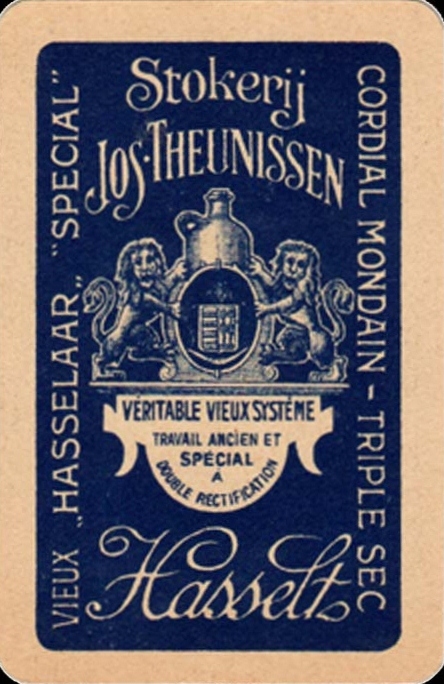 Stokerij
JOS. THEUNISSEN
VÉRITABLE VIEUX SYSTÉME
TRAVAIL ANCIEN ET
SPÉCIAL
A
DOUBLE RECTIFICATION
Hasselt
VIEUX „HASSELAAR„ "SPECIAL"
CORDIAL MONDAIN - TRIPLE SEC